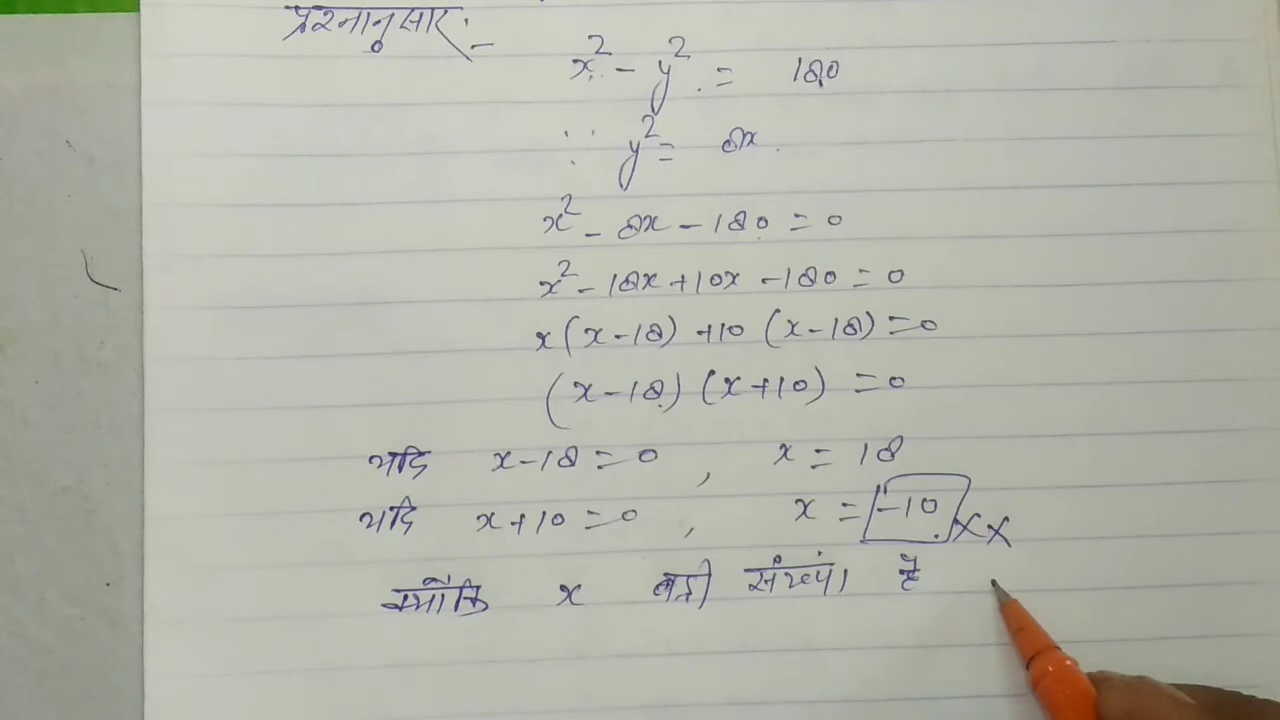 प्रश्नानुसार:-
x² - y² = 180
∵ y² = 8x
x² - 8x - 180 = 0
x² - 18x + 10x - 180 = 0
x(x - 18) + 10 (x - 18) = 0
(x - 18) (x + 10) = 0
यदि x - 18 = 0 , x = 18
यदि x + 10 = 0 , x = -10 XX
क्योंकि x बड़ी संख्या है